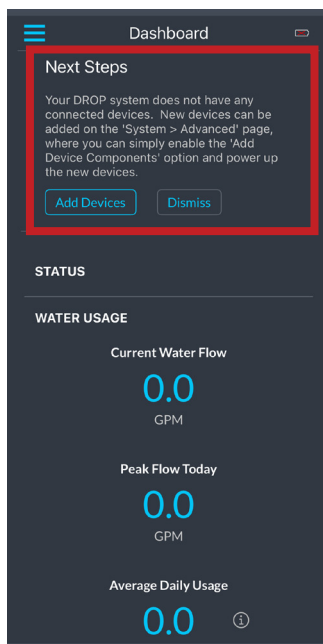 Dashboard
Next Steps
Your DROP system does not have any
connected devices. New devices can be
added on the 'System > Advanced' page,
where you can simply enable the 'Add
Device Components' option and power up
the new devices.
Add Devices
Dismiss
STATUS
WATER USAGE
Current Water Flow
0.0
GPM
Peak Flow Today
0.0
GPM
Average Daily Usage
0.0